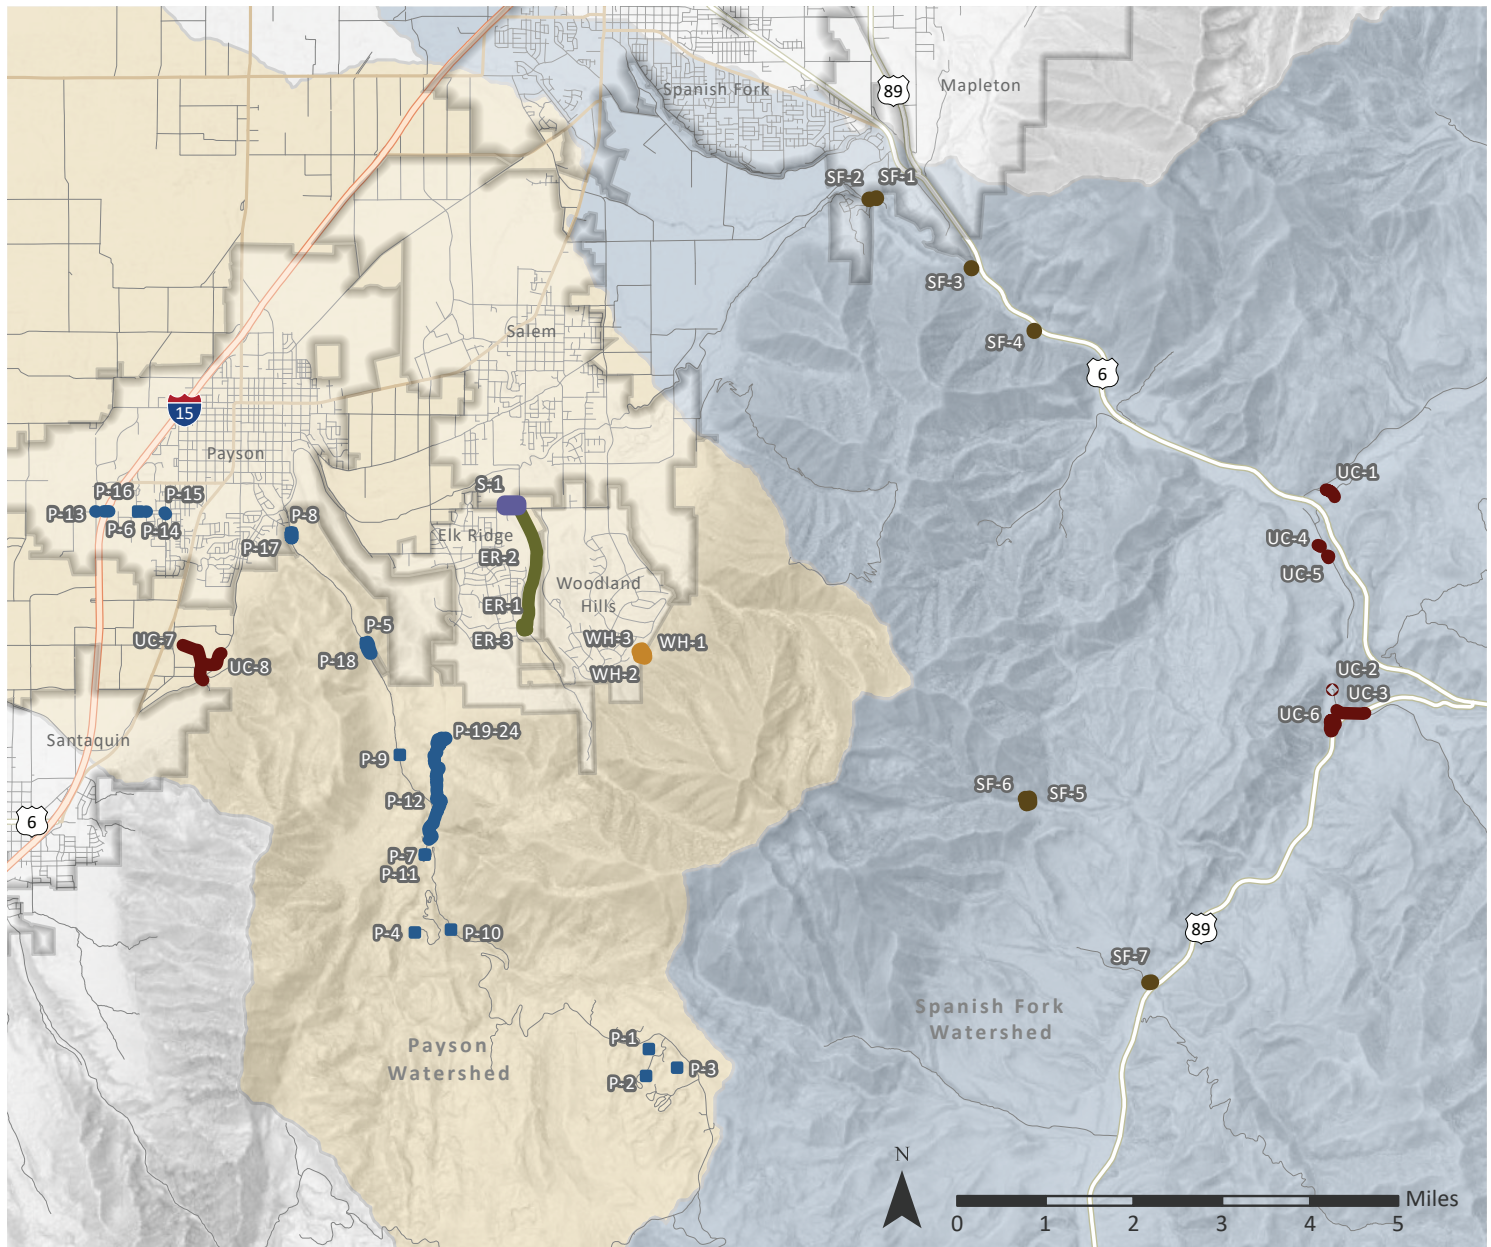 Spanish Fork
89
Mapleton
SF-2
SF-1
SF-3
Salem
SF-4
6
15
Payson
UC-1
S-1
P-16
P-15
P-13
P-6
P-14
P-8
P-17
Elk Ridge
ER-2
UC-4
UC-5
Woodland
Hills
ER-1
ER-3
P-5
P-18
UC-7
UC-8
WH-3
WH-1
WH-2
UC-2
UC-3
UC-6
Santaquin
P-19-24
P-9
SF-6
SF-5
P-12
6
P-7
P-11
P-4
P-10
89
SF-7
Spanish Fork
Watershed
Payson
Watershed
P-1
P-3
P-2
N
Miles
0 1 2 3 4 5